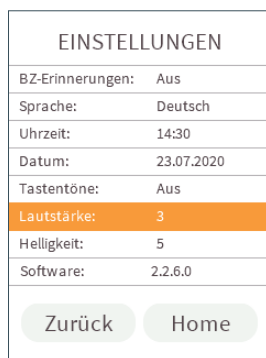 EINSTELLUNGEN
BZ-Erinnerungen: Aus
Sprache: Deutsch
Uhrzeit: 14:30
Datum: 23.07.2020
Tastentöne: Aus
Lautstärke: 3
Helligkeit: 5
Software: 2.2.6.0
Zurück Home